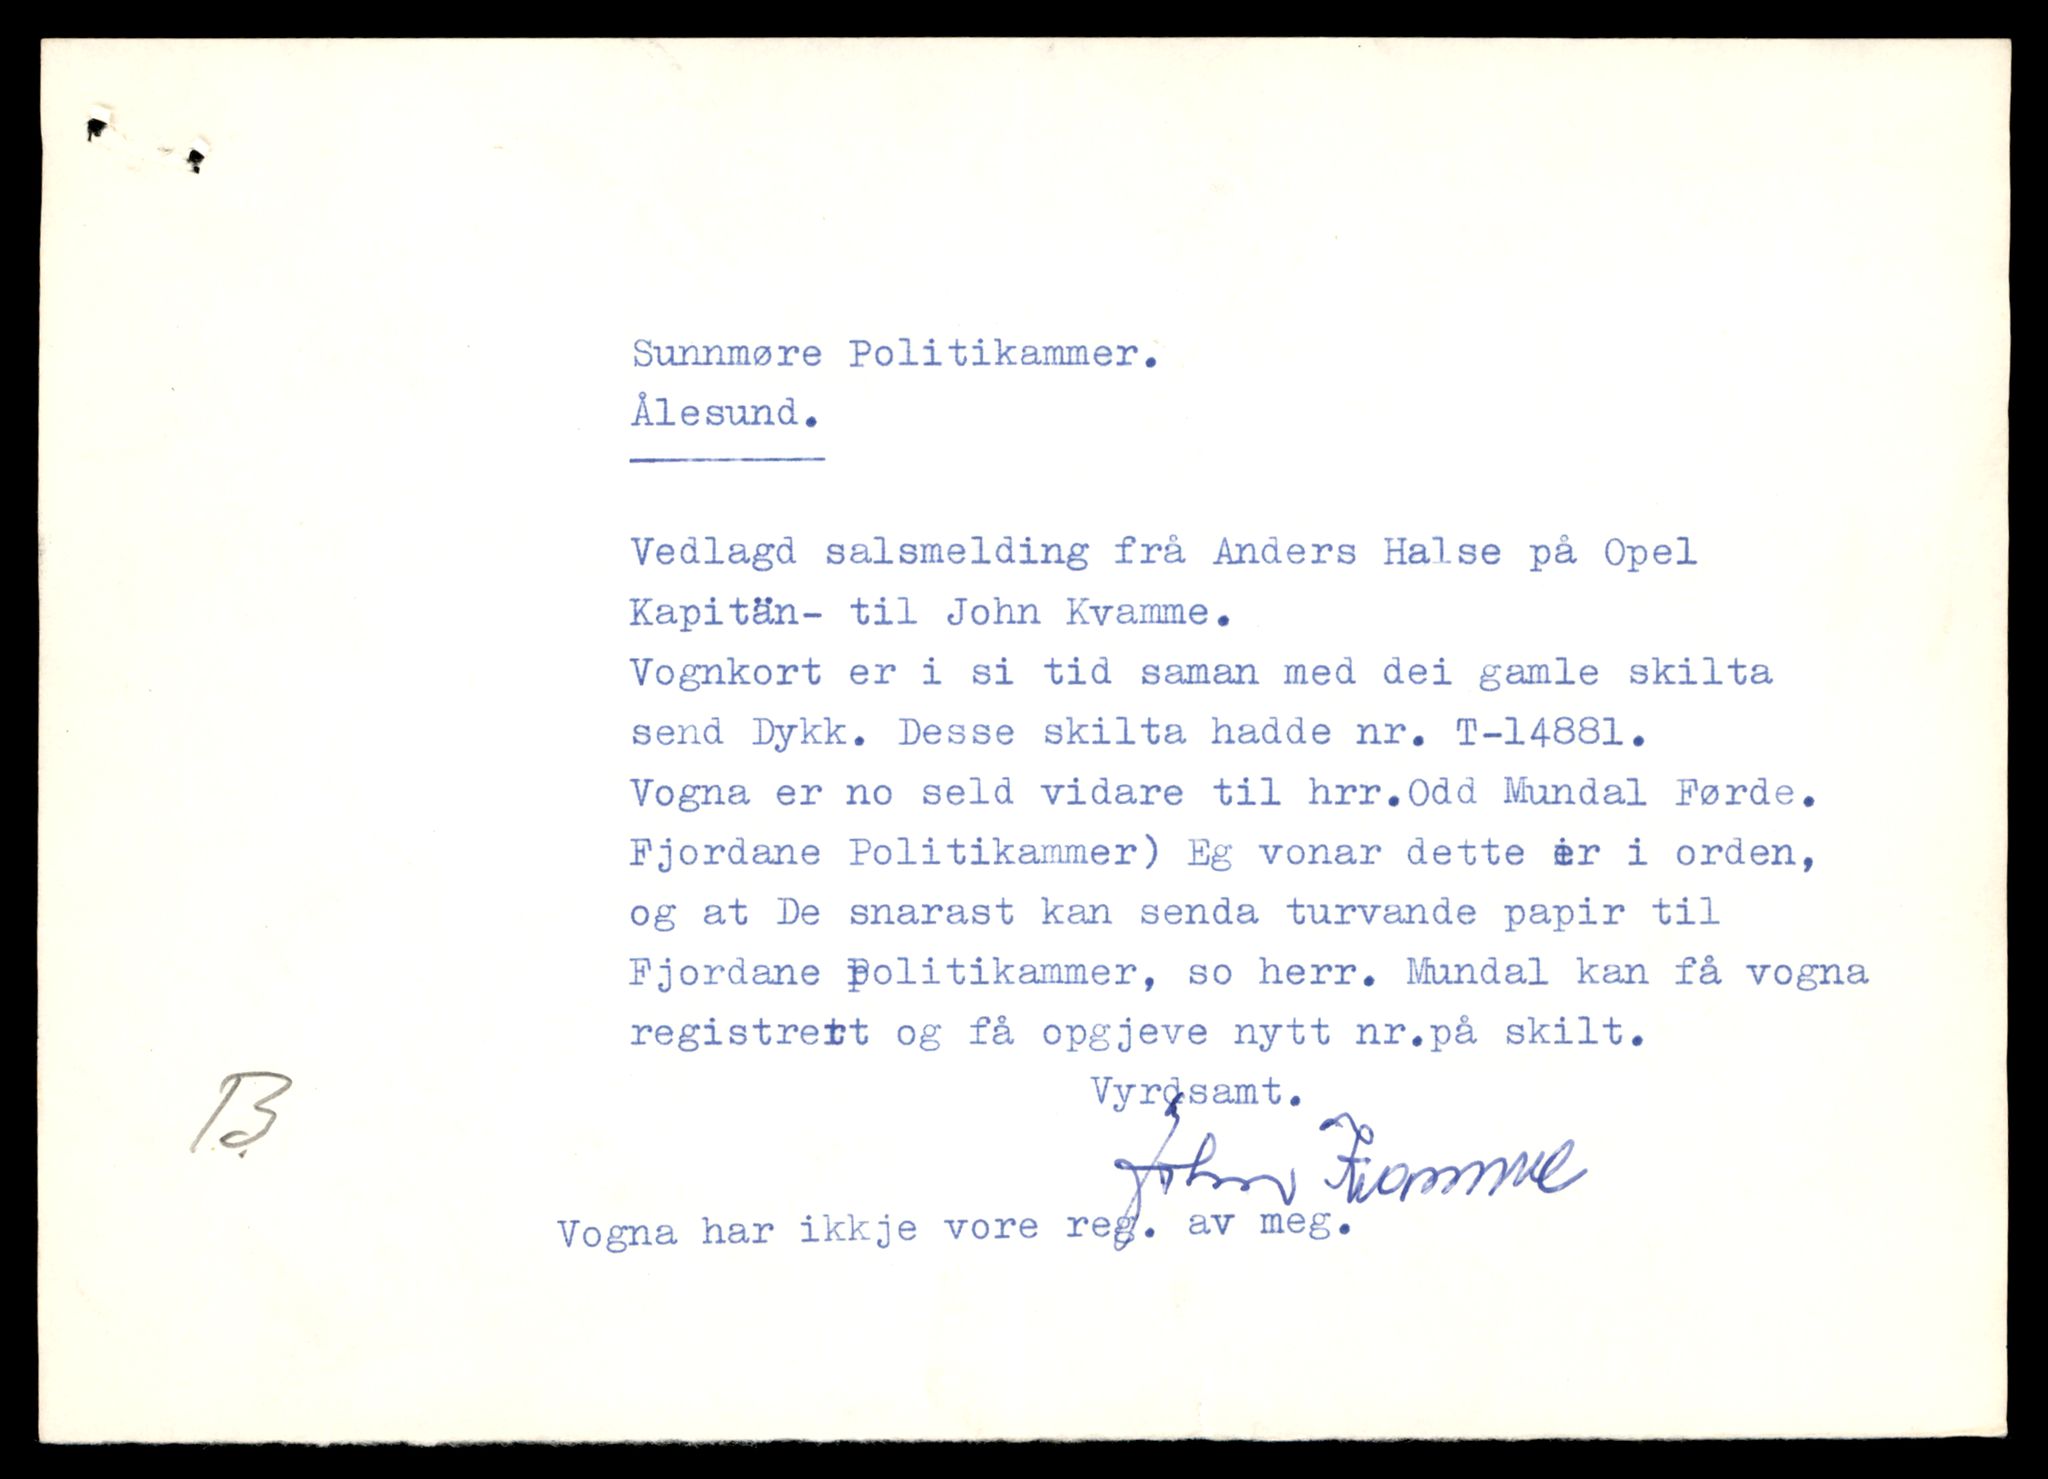 Sunnmøre Politikammer.
Ålesund.
Vedlagd salsmelding frå Anders Halse på Opel
Kapitän- til John Kvamme.
Vognkort er i si tid saman med dei gamle skilta
send Dykk. Desse skilta hadde nr. T-14881.
Vogna er no seld vidare til hrr.Odd Mundal Førde.
Fjordane Politikammer) Eg vonar dette er i orden,
og at De snarast kan senda turvande papir til
Fjordane Politikammer, so herr. Mundal kan få vogna
registrert og få opgjeve nytt nr.på skilt.
Vyrdsamt.
John Kvamme
B.
Vogna har ikkje vore reg. av meg.